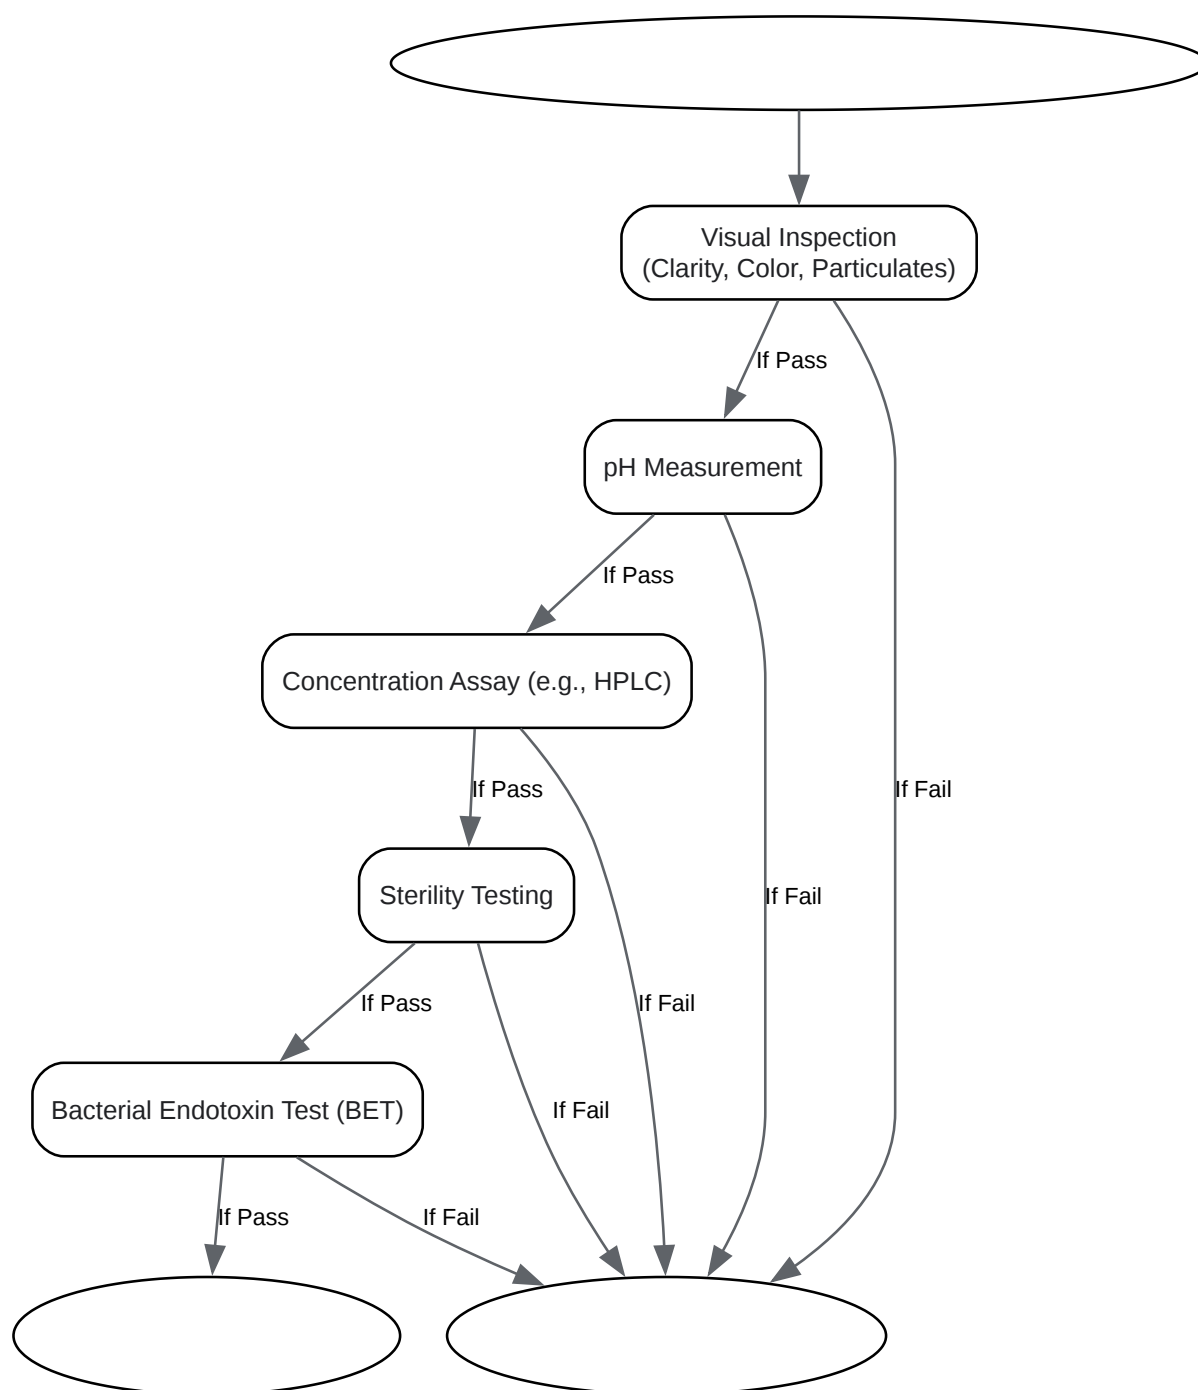 Visual Inspection
(Clarity, Color, Particulates)
If Pass
pH Measurement
If Pass
Concentration Assay (e.g., HPLC)
If Pass
If Fail
Sterility Testing
If Fail
If Pass
If Fail
Bacterial Endotoxin Test (BET)
If Fail
If Pass
If Fail